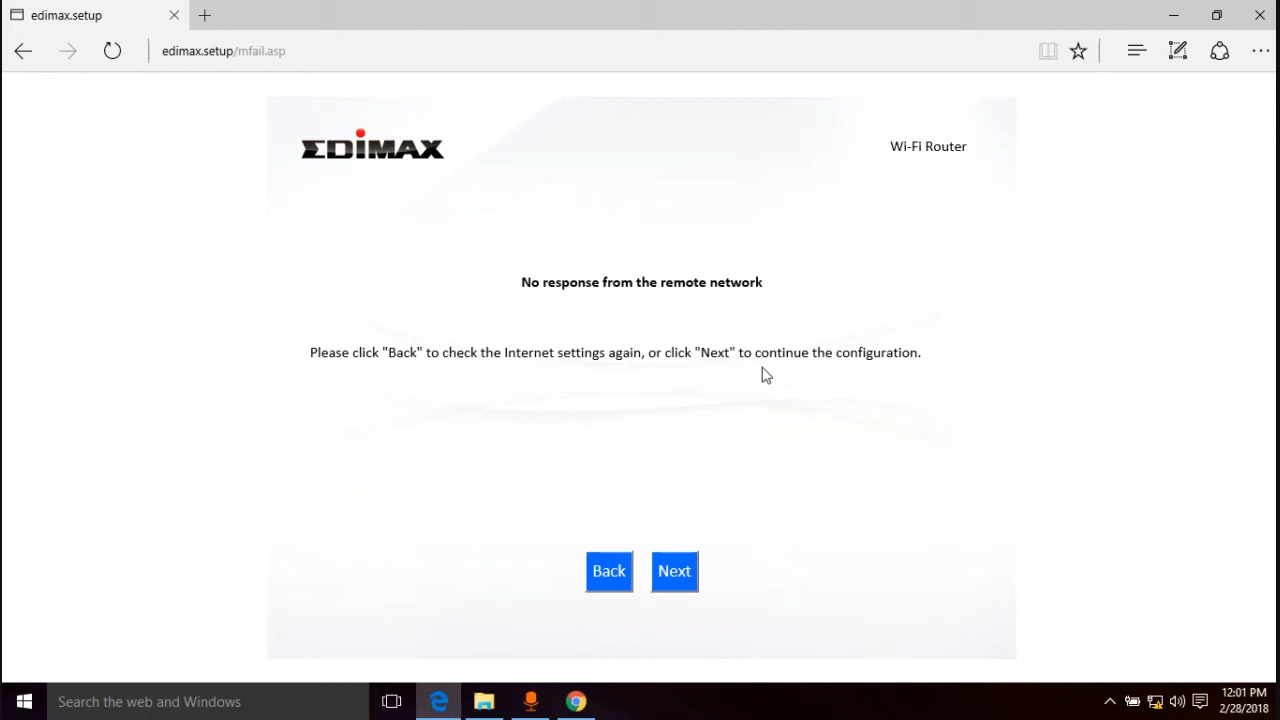 edimax.setup
edimax.setup/mfail.asp
EDiMAX
Wi-Fi Router
No response from the remote network
Please click "Back" to check the Internet settings again, or click "Next" to continue the configuration.
Back
Next
Search the web and Windows
12:01 PM
2/28/2018